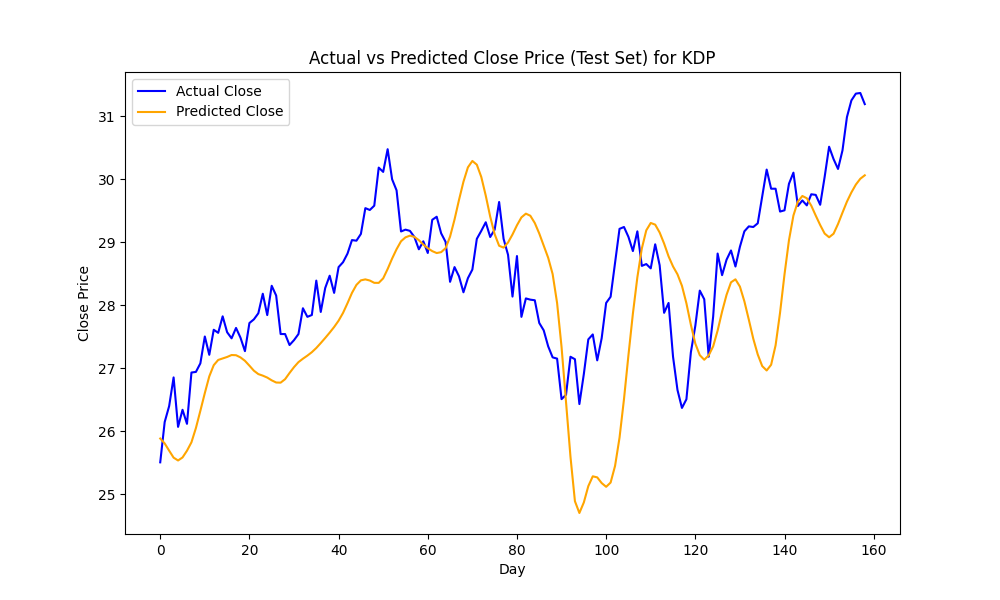 Actual vs Predicted Close Price (Test Set) for KDP
Actual Close
Predicted Close
Close Price
31
30
29
28
27
26
25
0 20 40 60 80 100 120 140 160
Day